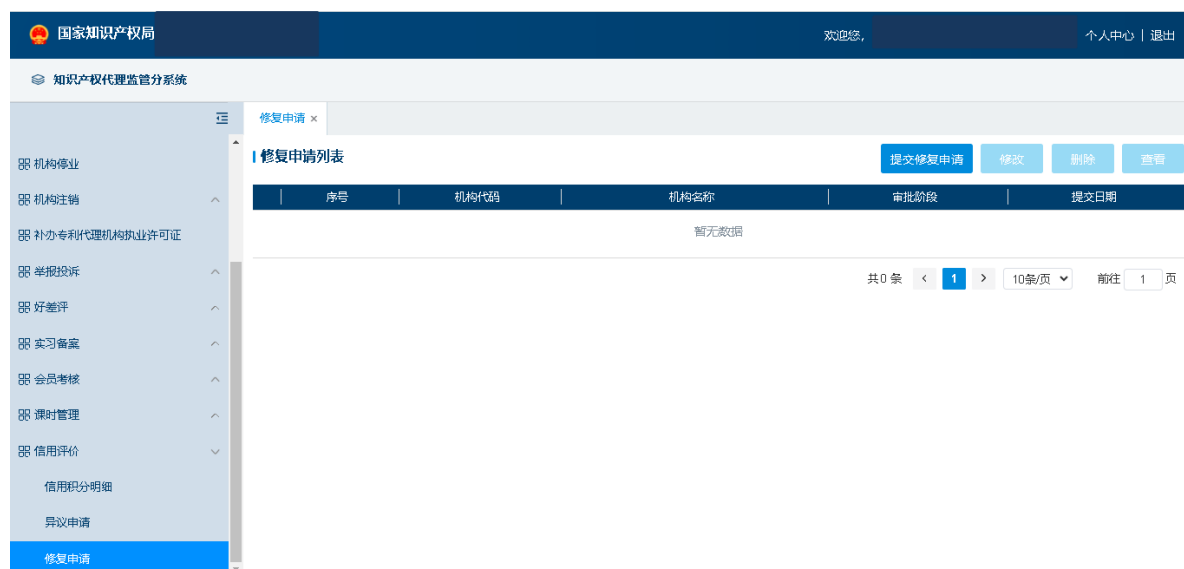 国家知识产权局
欢迎您,
个人中心 | 退出
知识产权代理监管分系统
机构停业
机构注销
补办专利代理机构执业许可证
举报投诉
好差评
实习备案
会员考核
课时管理
信用评价
信用积分明细
异议申请
修复申请
修复申请 ×
修复申请列表
提交修复申请 修改 删除 查看
序号 机构代码 机构名称 审批阶段 提交日期
暂无数据
共0条 < 1 > 10条/页 前往 1 页